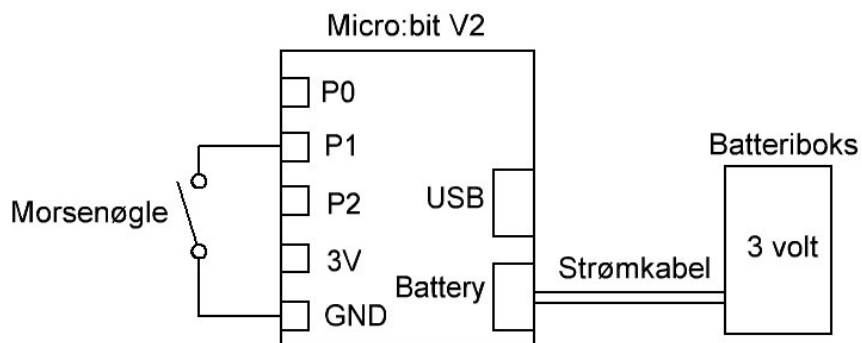 Micro:bit V2
P0
P1
P2
3V
GND
Morsenøgle
USB
Battery
Strømkabel
Batteriboks
3 volt